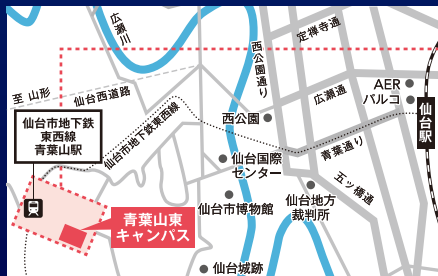 広瀬川
西公園通り
定禅寺通
至 山形
仙台西道路
AER
パルコ
広瀬通
仙台駅
西公園
仙台市地下鉄
東西線
青葉山駅
仙台市地下鉄東西線
青葉通り
仙台国際
センター
五ッ橋通
仙台市博物館
仙台地方
裁判所
青葉山東
キャンパス
仙台城跡